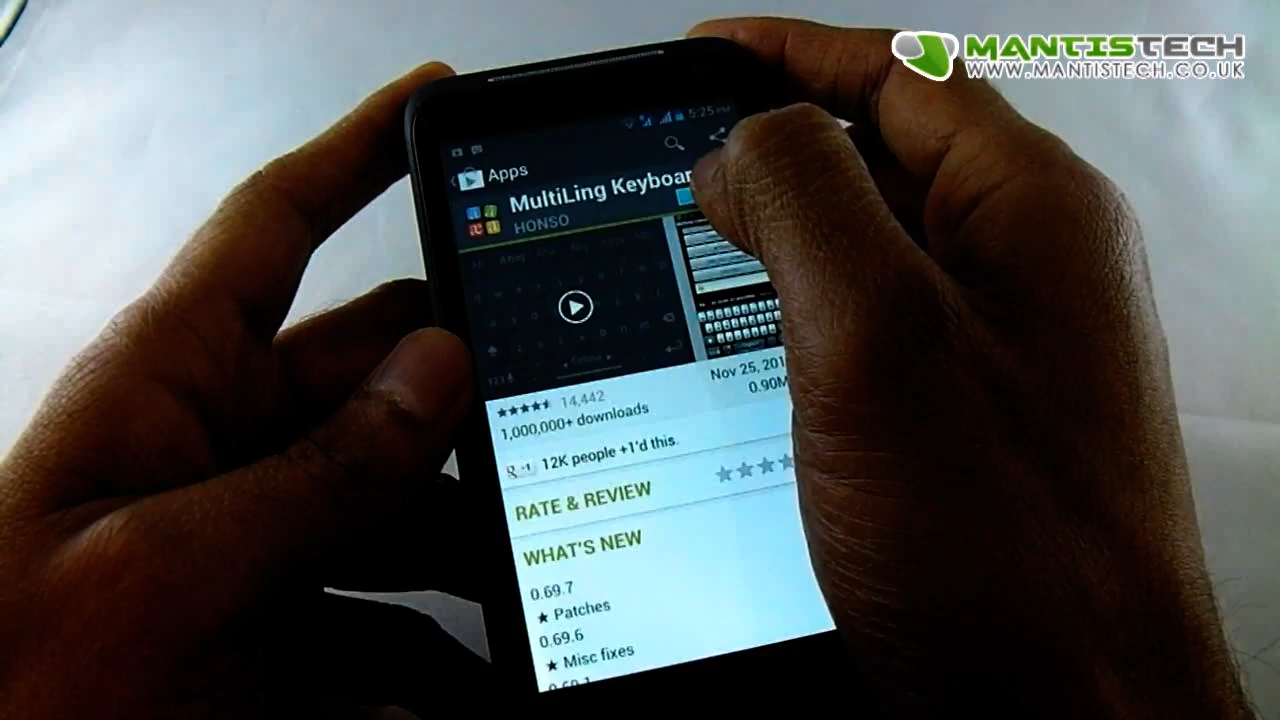 MANTISTECH
WWW.MANTISTECH.CO.UK
5:25 PM
Apps
MultiLing Keyboar
HONSO
123
14,442
1,000,000+ downloads
Nov 25, 201
0.90M
12K people +1'd this.
RATE & REVIEW
WHAT'S NEW
0.69.7
★ Patches
0.69.6
★ Misc fixes